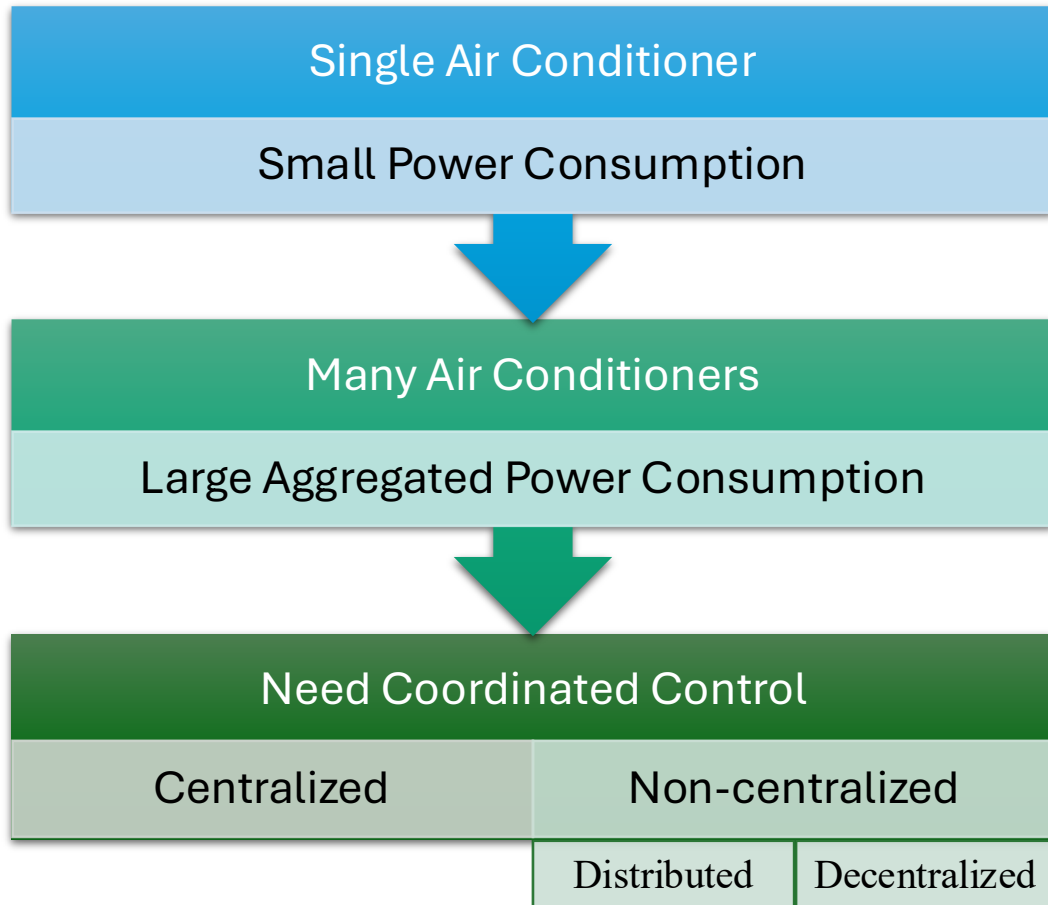 Single Air Conditioner
Small Power Consumption
Many Air Conditioners
Large Aggregated Power Consumption
Need Coordinated Control
Centralized
Non-centralized
Distributed
Decentralized